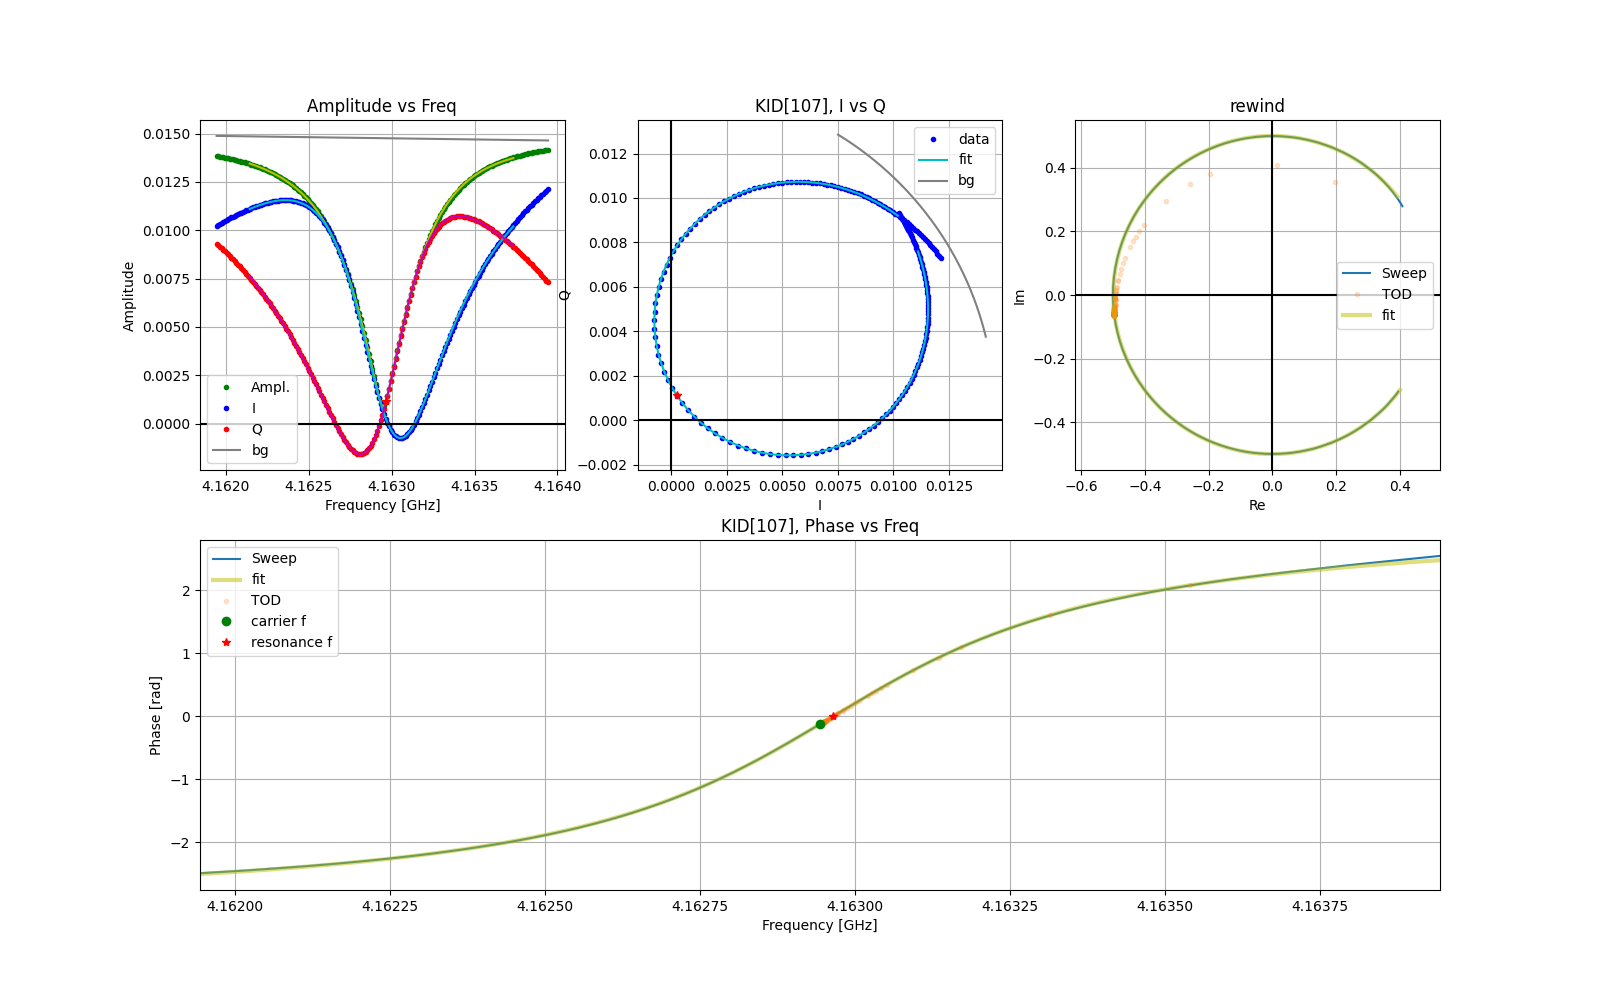 Amplitude vs Freq
Amplitude
0.0150
0.0125
0.0100
0.0075
0.0050
0.0025
0.0000
Ampl.
I
Q
bg
4.1620 4.1625 4.1630 4.1635 4.1640
Frequency [GHz]
KID[107], I vs Q
Q
0.012
0.010
0.008
0.006
0.004
0.002
0.000
−0.002
data
fit
bg
0.0000 0.0025 0.0050 0.0075 0.0100 0.0125
I
rewind
Im
0.4
0.2
0.0
−0.2
−0.4
Sweep
TOD
fit
−0.6 −0.4 −0.2 0.0 0.2 0.4
Re
KID[107], Phase vs Freq
Phase [rad]
2
1
0
−1
−2
Sweep
fit
TOD
carrier f
resonance f
4.16200 4.16225 4.16250 4.16275 4.16300 4.16325 4.16350 4.16375
Frequency [GHz]